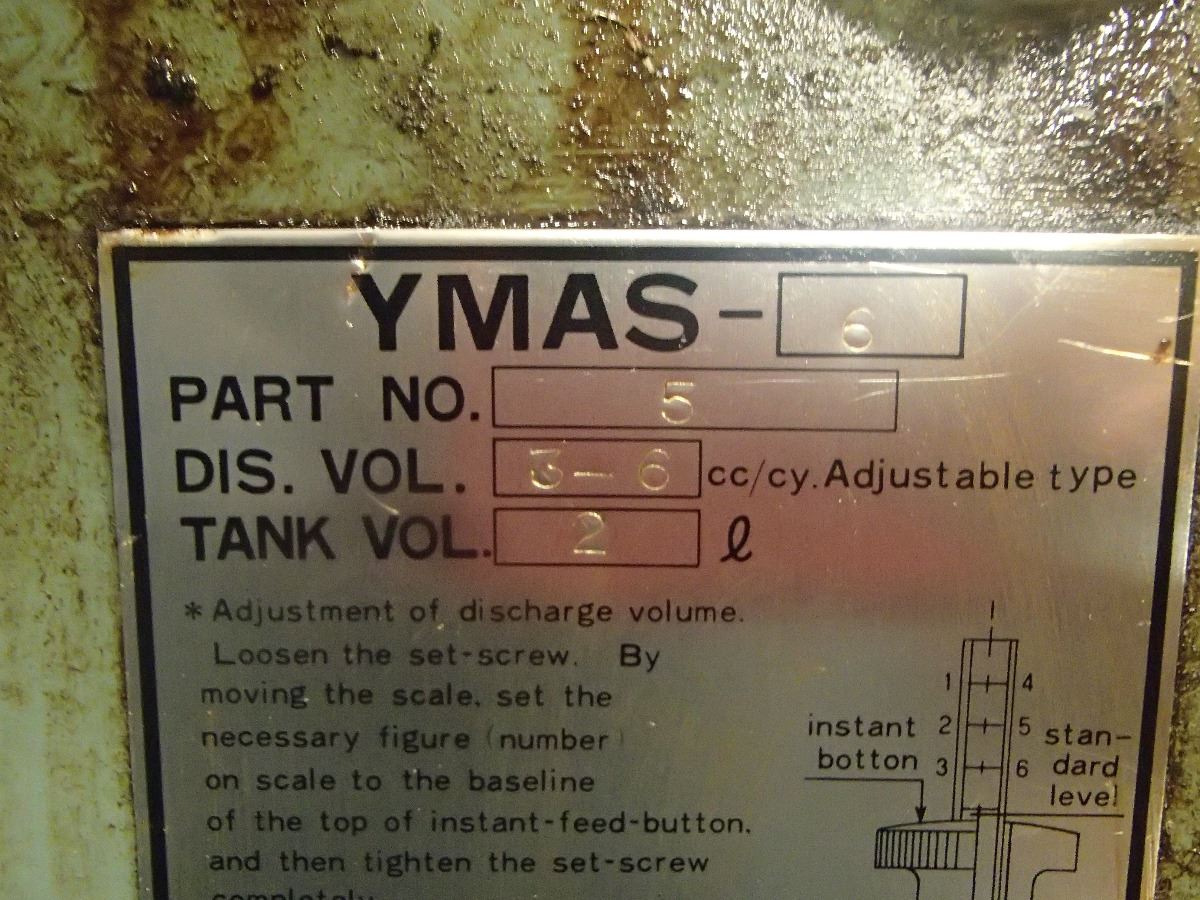 YMAS- 6
PART NO. 5
DIS. VOL. 3-6 cc/cy. Adjustable type
TANK VOL. 2 ℓ
* Adjustment of discharge volume.
Loosen the set-screw. By
moving the scale, set the
necessary figure (number)
on scale to the baseline
of the top of instant-feed-button.
and then tighten the set-screw
completely
1 4
instant 2 5 stan-
botton 3 6 dard
level